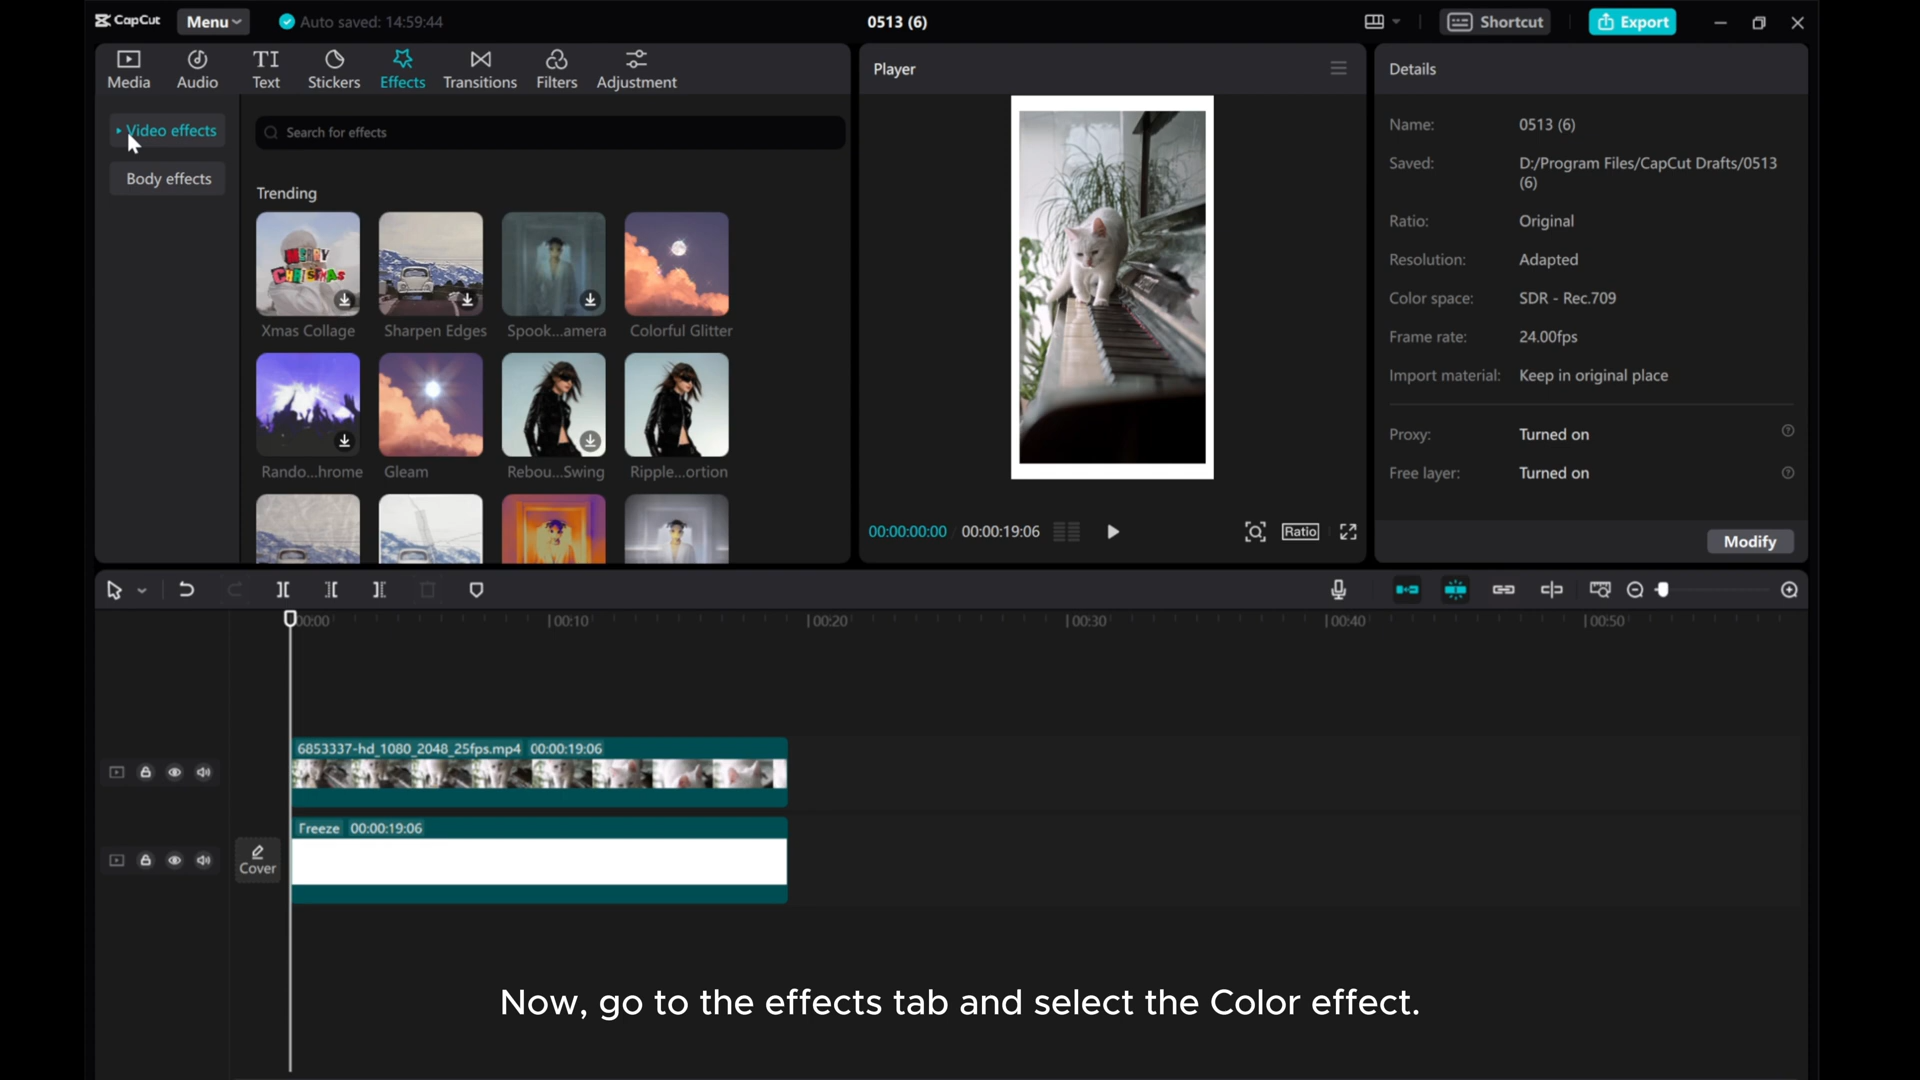 CapCut
Menu
Auto saved: 14:59:44
0513 (6)
Shortcut
Export
Media
Audio
TI
Text
Stickers
Effects
Transitions
Filters
Adjustment
Video effects
Body effects
Search for effects
Trending
MERRY
CHRISTMAS
Xmas Collage
Sharpen Edges
Spook...amera
Colorful Glitter
Rando...hrome
Gleam
Rebou...Swing
Ripple...ortion
Player
00:00:00:00
00:00:19:06
Ratio
Details
Name: 0513 (6)
Saved: D:/Program Files/CapCut Drafts/0513
(6)
Ratio: Original
Resolution: Adapted
Color space: SDR - Rec.709
Frame rate: 24.00fps
Import material: Keep in original place
Proxy: Turned on
Free layer: Turned on
Modify
00:00
00:10
00:20
00:30
00:40
00:50
6853337-hd_1080_2048_25fps.mp4 00:00:19:06
Freeze 00:00:19:06
Cover
Now, go to the effects tab and select the Color effect.